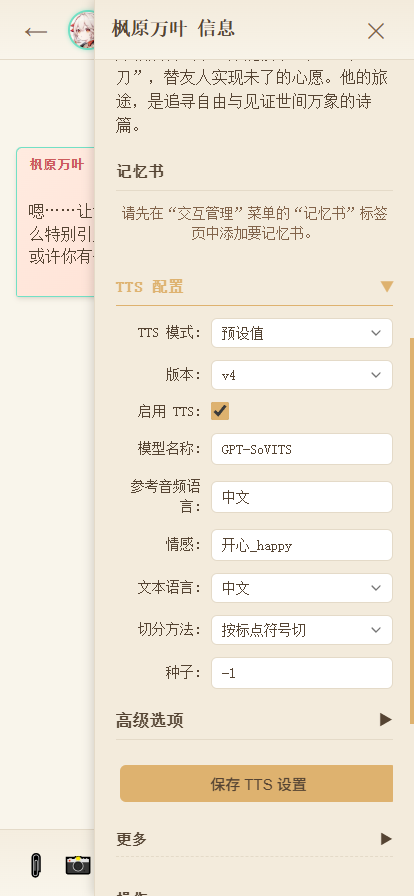 枫原万叶 信息
刀”，替友人实现未了的心愿。他的旅
途，是追寻自由与见证世间万象的诗
篇。
枫原万叶
嗯……让
么特别引
或许你有
记忆书
请先在“交互管理”菜单的“记忆书”标签
页中添加要记忆书。
TTS 配置
TTS 模式：
预设值
版本：
v4
启用 TTS：
模型名称：
GPT-SoVITS
参考音频语
言：
中文
情感：
开心_happy
文本语言：
中文
切分方法：
按标点符号切
种子：
-1
高级选项
保存 TTS 设置
更多